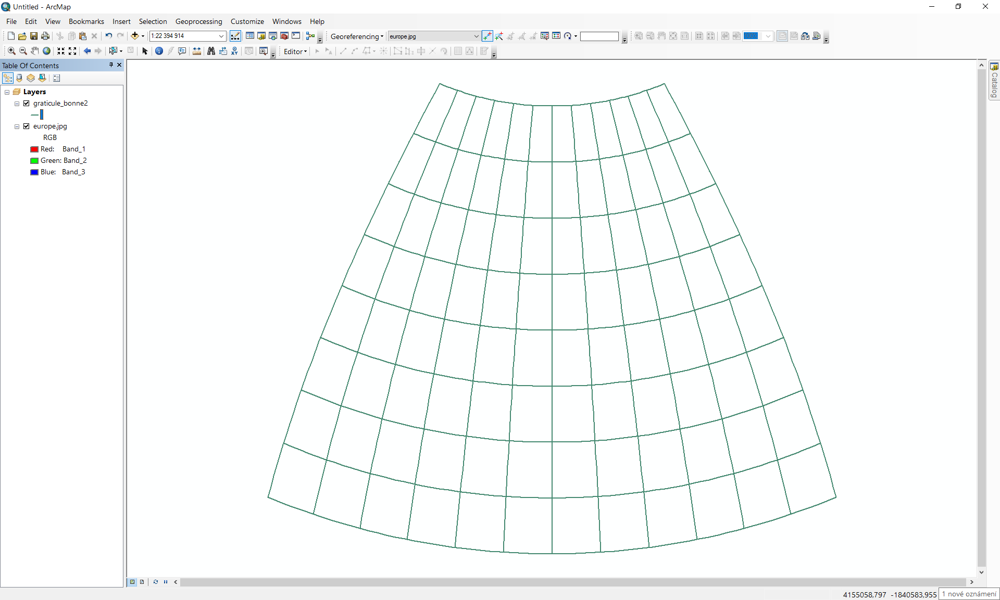 Untitled - ArcMap
File Edit View Bookmarks Insert Selection Geoprocessing Customize Windows Help
1:22 394 914 Georeferencing europe.jpg 100%
Editor
Table Of Contents
Layers
graticule_bonne2
europe.jpg
RGB
Red: Band_1
Green: Band_2
Blue: Band_3
Catalog
4155058,797 -1840583,955 1 nové oznámení